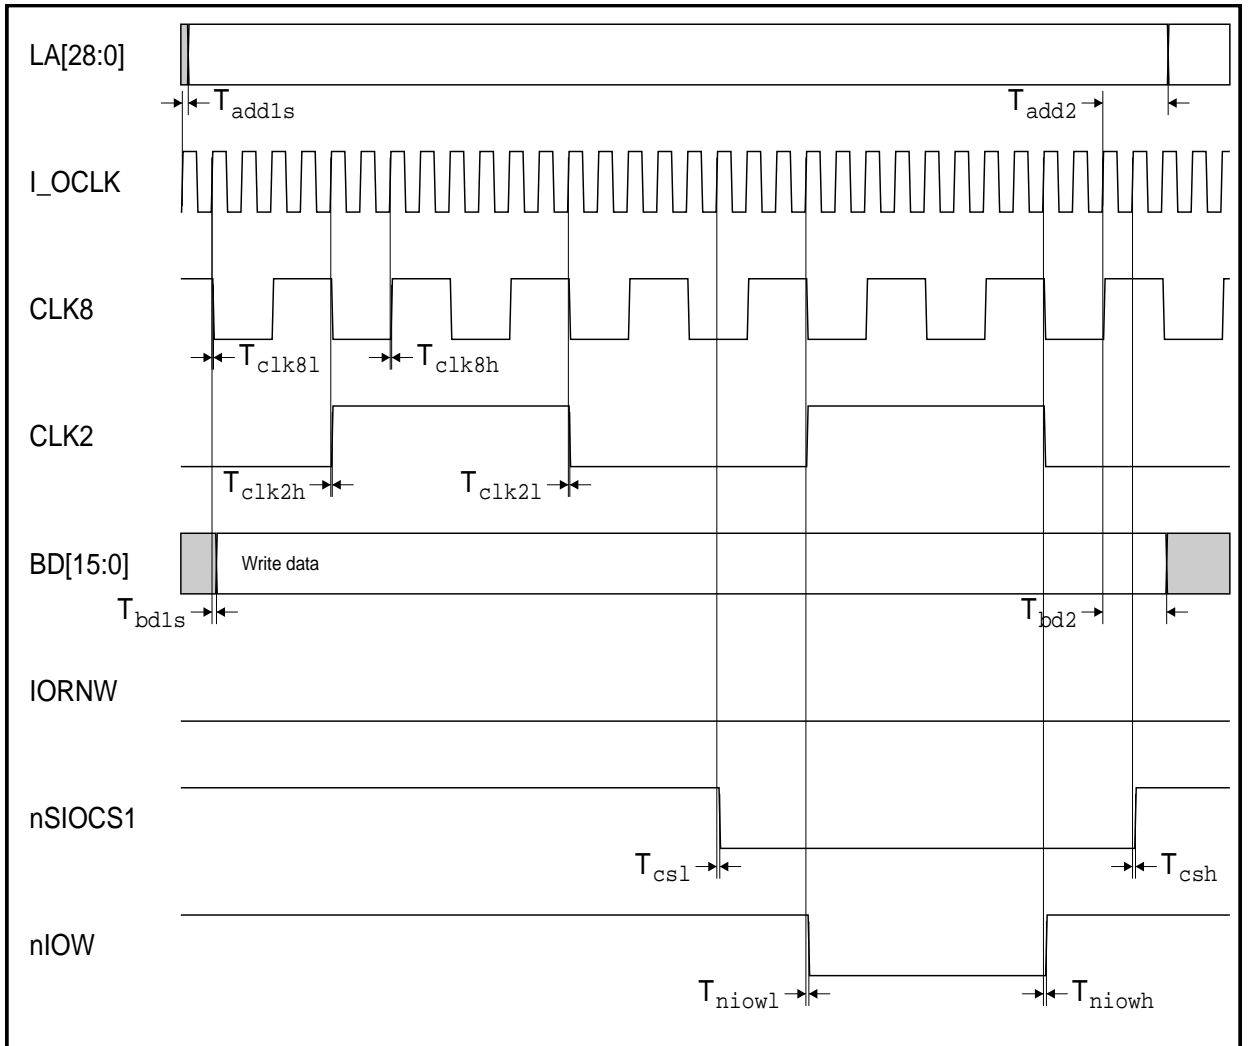 LA[28:0]
Tadd1s
Tadd2
I_OCLK
CLK8
Tclk8l
Tclk8h
CLK2
Tclk2h
Tclk2l
BD[15:0]
Write data
Tbd1s
Tbd2
IORNW
nSIOCS1
Tcsl
Tcsh
nIOW
Tniowl
Tniowh